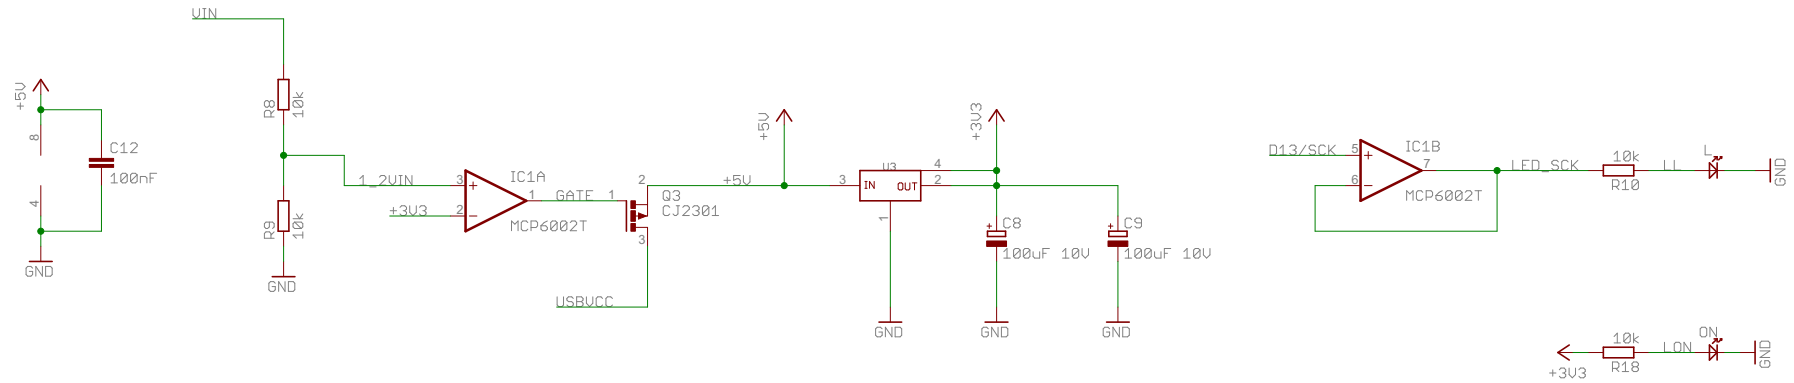 VIN
+5V
8
C12
100nF
4
GND
R8
10k
R9
10k
GND
1_2VIN
+3V3
3
2
+
-
1
IC1A
MCP6002T
GATE
1
2
3
Q3
CJ2301
USBVCC
+5V
+5V
3
U3
IN
OUT
4
2
1
GND
+3V3
+
C8
100uF 10V
GND
+
C9
100uF 10V
GND
D13/SCK
5
6
+
-
7
IC1B
MCP6002T
LED_SCK
10k
R10
LL
L
GND
+3V3
10k
R18
LON
ON
GND